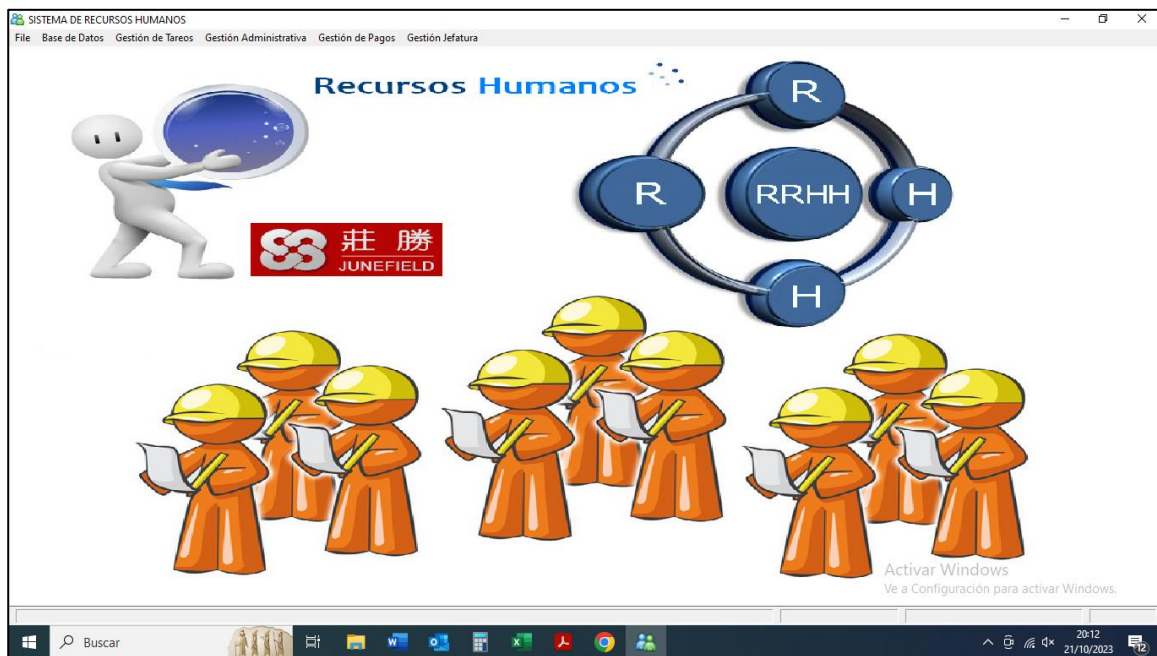 SISTEMA DE RECURSOS HUMANOS
File Base de Datos Gestión de Tareos Gestión Administrativa Gestión de Pagos Gestión Jefatura
Recursos Humanos
R
R
RRHH
H
H
莊 勝
JUNEFIELD
Activar Windows
Ve a Configuración para activar Windows.
Buscar
20:12
21/10/2023
12